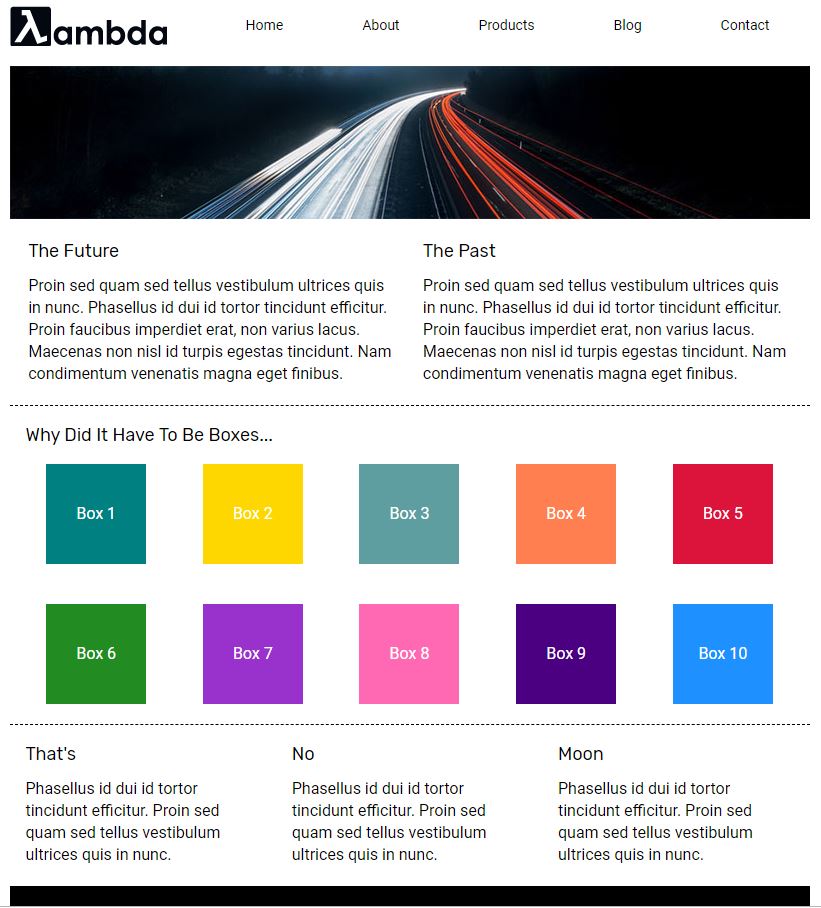 λambda
Home About Products Blog Contact
The Future
Proin sed quam sed tellus vestibulum ultrices quis
in nunc. Phasellus id dui id tortor tincidunt efficitur.
Proin faucibus imperdiet erat, non varius lacus.
Maecenas non nisl id turpis egestas tincidunt. Nam
condimentum venenatis magna eget finibus.
The Past
Proin sed quam sed tellus vestibulum ultrices quis
in nunc. Phasellus id dui id tortor tincidunt efficitur.
Proin faucibus imperdiet erat, non varius lacus.
Maecenas non nisl id turpis egestas tincidunt. Nam
condimentum venenatis magna eget finibus.
Why Did It Have To Be Boxes...
Box 1 Box 2 Box 3 Box 4 Box 5
Box 6 Box 7 Box 8 Box 9 Box 10
That's
Phasellus id dui id tortor
tincidunt efficitur. Proin sed
quam sed tellus vestibulum
ultrices quis in nunc.
No
Phasellus id dui id tortor
tincidunt efficitur. Proin sed
quam sed tellus vestibulum
ultrices quis in nunc.
Moon
Phasellus id dui id tortor
tincidunt efficitur. Proin sed
quam sed tellus vestibulum
ultrices quis in nunc.